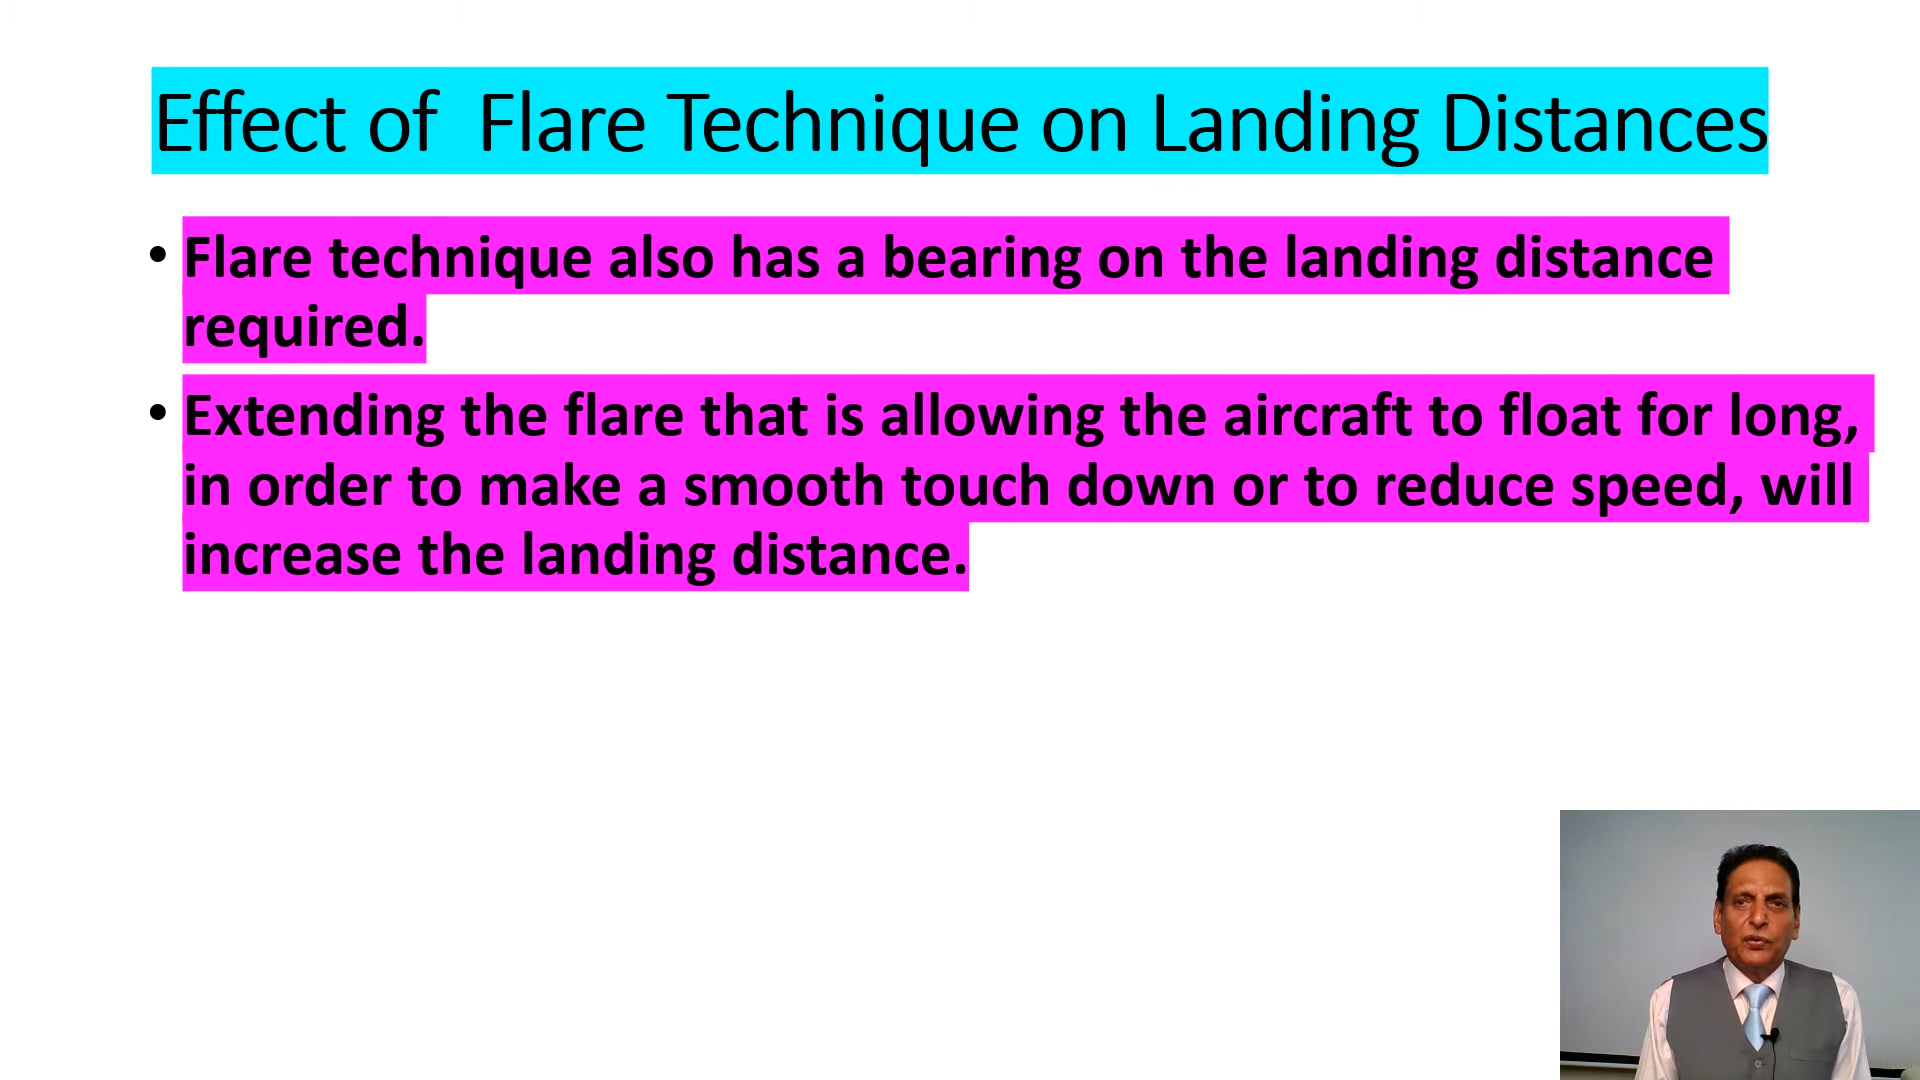 Effect of  Flare Technique on Landing Distances
• Flare technique also has a bearing on the landing distance
required.
• Extending the flare that is allowing the aircraft to float for long,
in order to make a smooth touch down or to reduce speed, will
increase the landing distance.